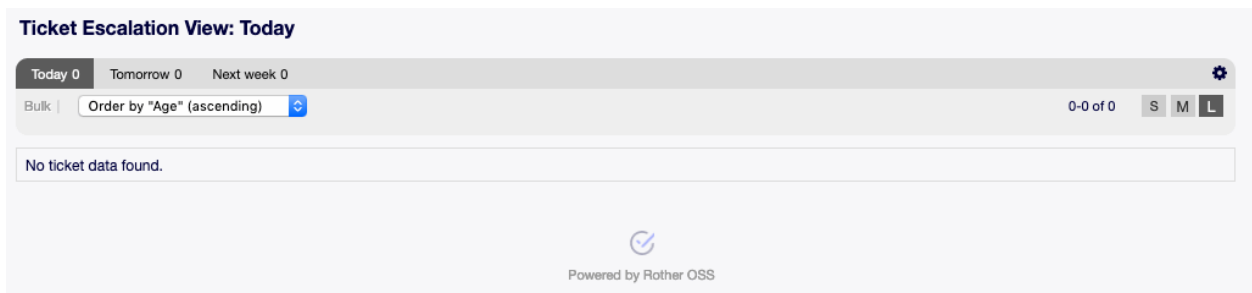 Ticket Escalation View: Today
Today 0 Tomorrow 0 Next week 0
Bulk | Order by "Age" (ascending) 0-0 of 0 S M L
No ticket data found.
Powered by Rother OSS